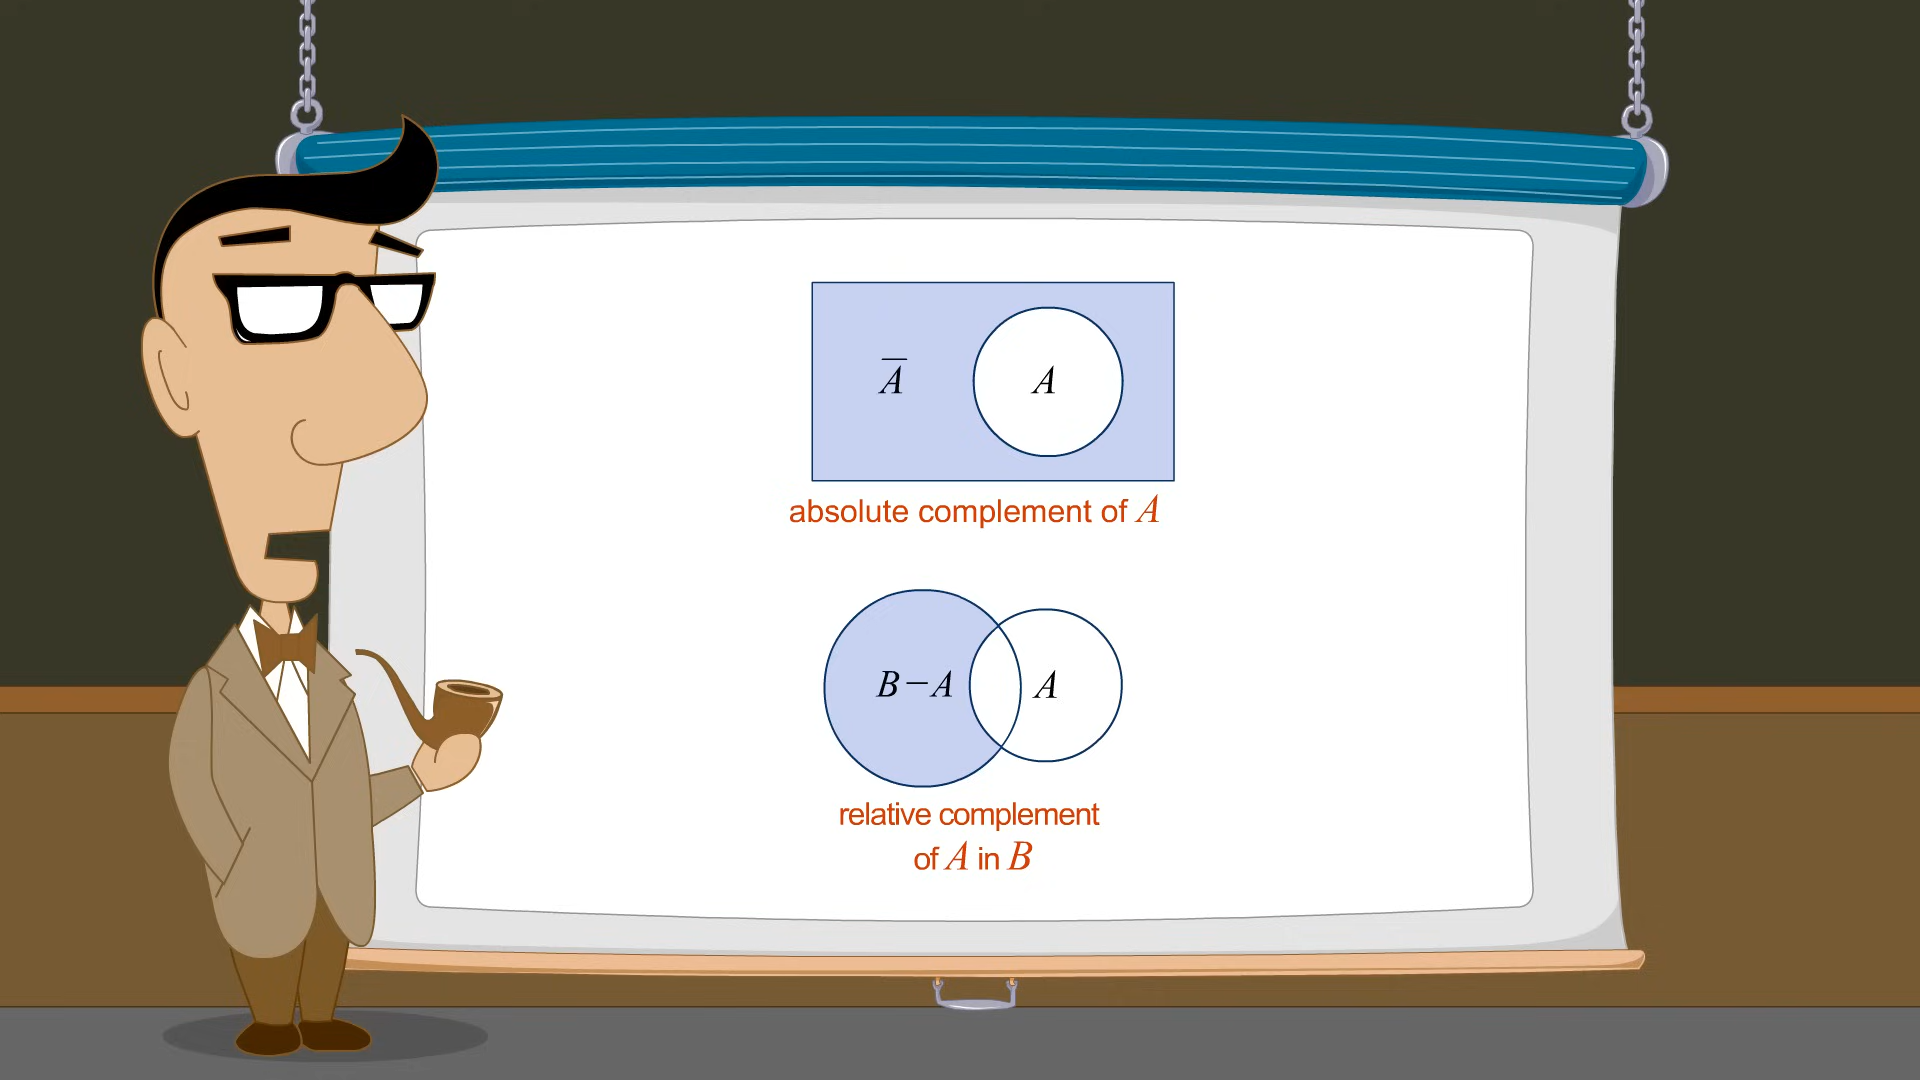 A̅ A
absolute complement of A
B−A A
relative complement
of A in B